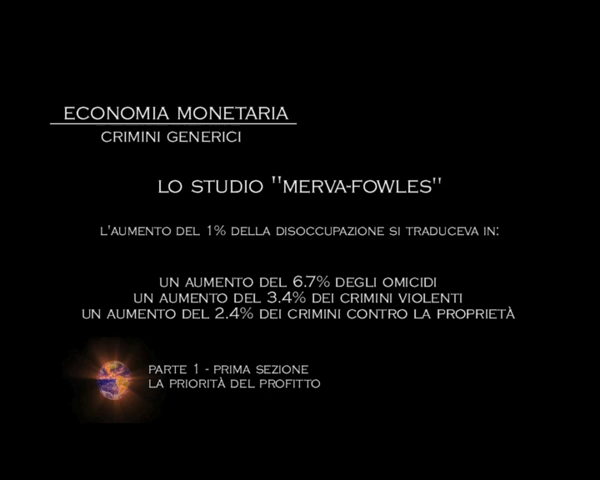 ECONOMIA MONETARIA
CRIMINI GENERICI
LO STUDIO "MERVA-FOWLES"
L'AUMENTO DEL 1% DELLA DISOCCUPAZIONE SI TRADUCEVA IN:
UN AUMENTO DEL 6.7% DEGLI OMICIDI
UN AUMENTO DEL 3.4% DEI CRIMINI VIOLENTI
UN AUMENTO DEL 2.4% DEI CRIMINI CONTRO LA PROPRIETÀ
PARTE 1 - PRIMA SEZIONE
LA PRIORITÀ DEL PROFITTO